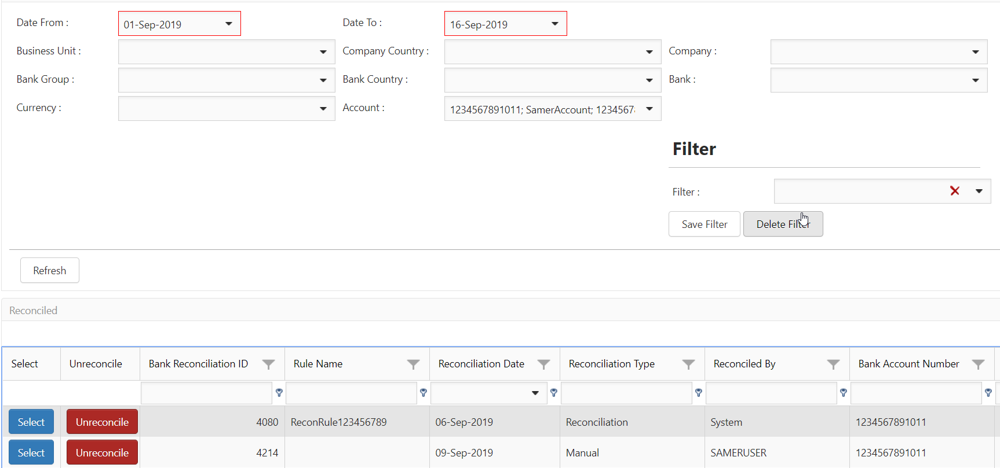 Date From : 01-Sep-2019 Date To : 16-Sep-2019
Business Unit : Company Country : Company :
Bank Group : Bank Country : Bank :
Currency : Account : 1234567891011; SamerAccount; 1234567
Filter
Filter :
Save Filter Delete Filter
Refresh
Reconciled
Select Unreconcile Bank Reconciliation ID Rule Name Reconciliation Date Reconciliation Type Reconciled By Bank Account Number
Select Unreconcile 4080 ReconRule123456789 06-Sep-2019 Reconciliation System 1234567891011
Select Unreconcile 4214 09-Sep-2019 Manual SAMERUSER 1234567891011